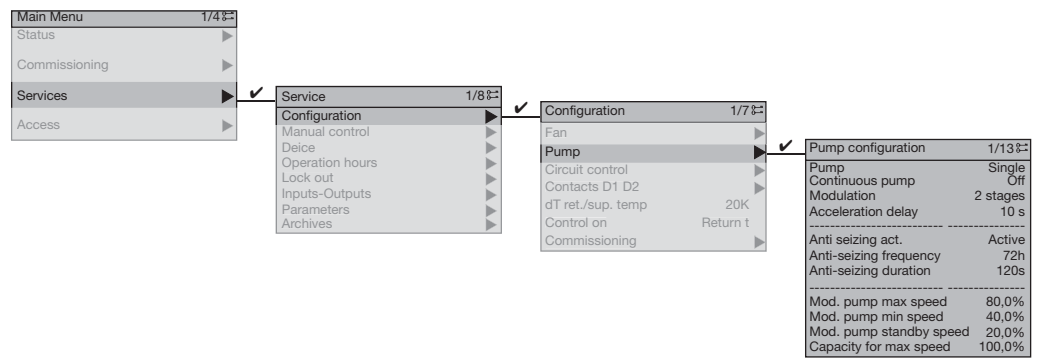 Main Menu 1/4
Status
Commissioning
Services
Access
Service 1/8
Configuration
Manual control
Deice
Operation hours
Lock out
Inputs-Outputs
Parameters
Archives
Configuration 1/7
Fan
Pump
Circuit control
Contacts D1 D2
dT ret./sup. temp 20K
Control on Return t
Commissioning
Pump configuration 1/13
Pump Single
Continuous pump Off
Modulation 2 stages
Acceleration delay 10 s
Anti seizing act. Active
Anti-seizing frequency 72h
Anti-seizing duration 120s
Mod. pump max speed 80,0%
Mod. pump min speed 40,0%
Mod. pump standby speed 20,0%
Capacity for max speed 100,0%